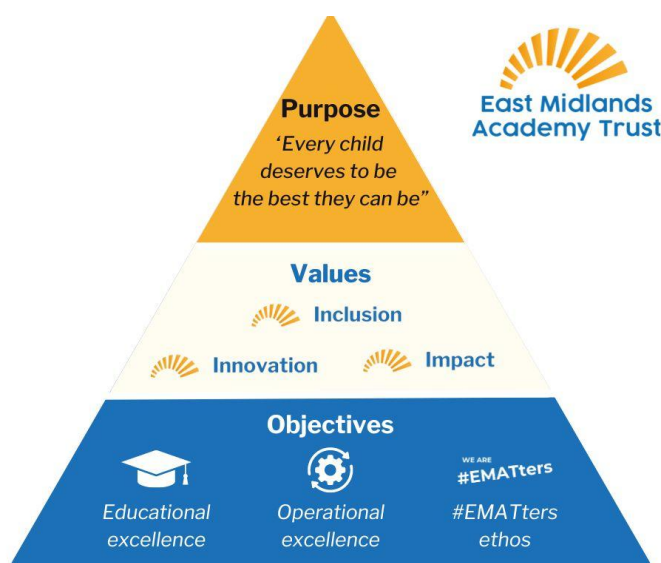 East Midlands
Academy Trust
Purpose
‘Every child
deserves to be
the best they can be”
Values
Inclusion
Innovation
Impact
Objectives
WE ARE
#EMATters
Educational
excellence
Operational
excellence
#EMATters
ethos